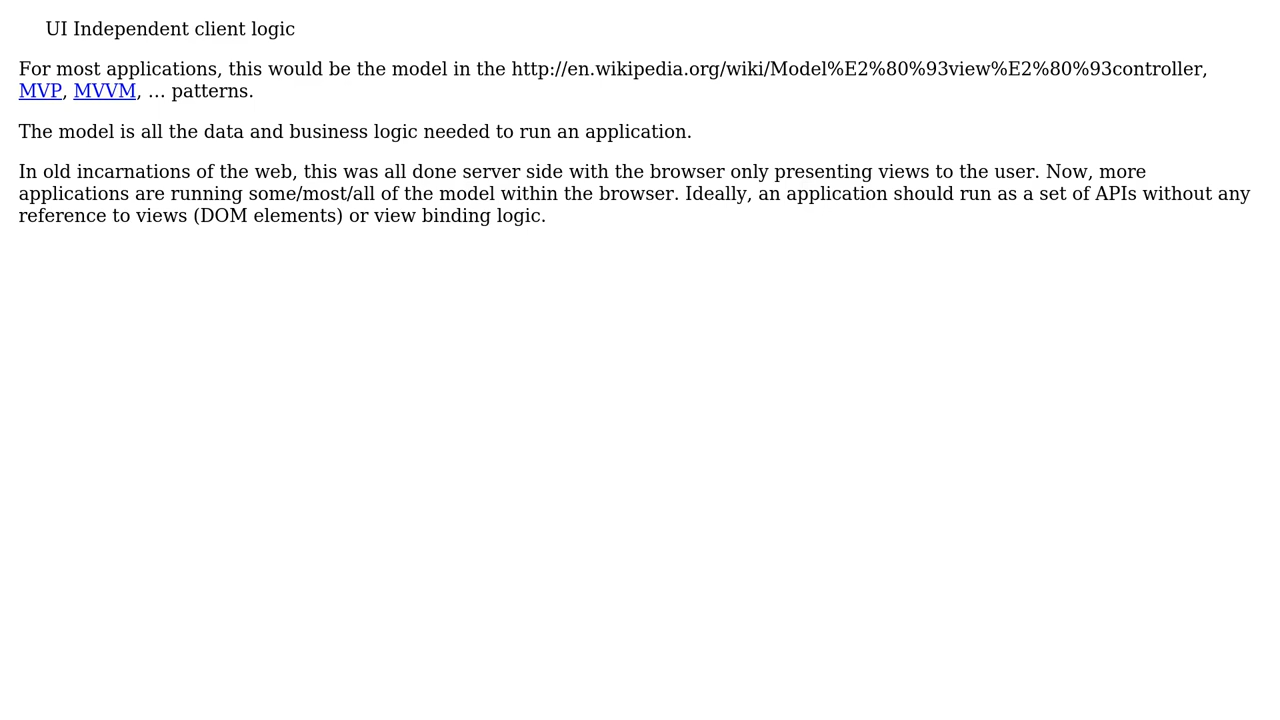 UI Independent client logic
For most applications, this would be the model in the http://en.wikipedia.org/wiki/Model%E2%80%93view%E2%80%93controller,
MVP, MVVM, … patterns.
The model is all the data and business logic needed to run an application.
In old incarnations of the web, this was all done server side with the browser only presenting views to the user. Now, more
applications are running some/most/all of the model within the browser. Ideally, an application should run as a set of APIs without any
reference to views (DOM elements) or view binding logic.